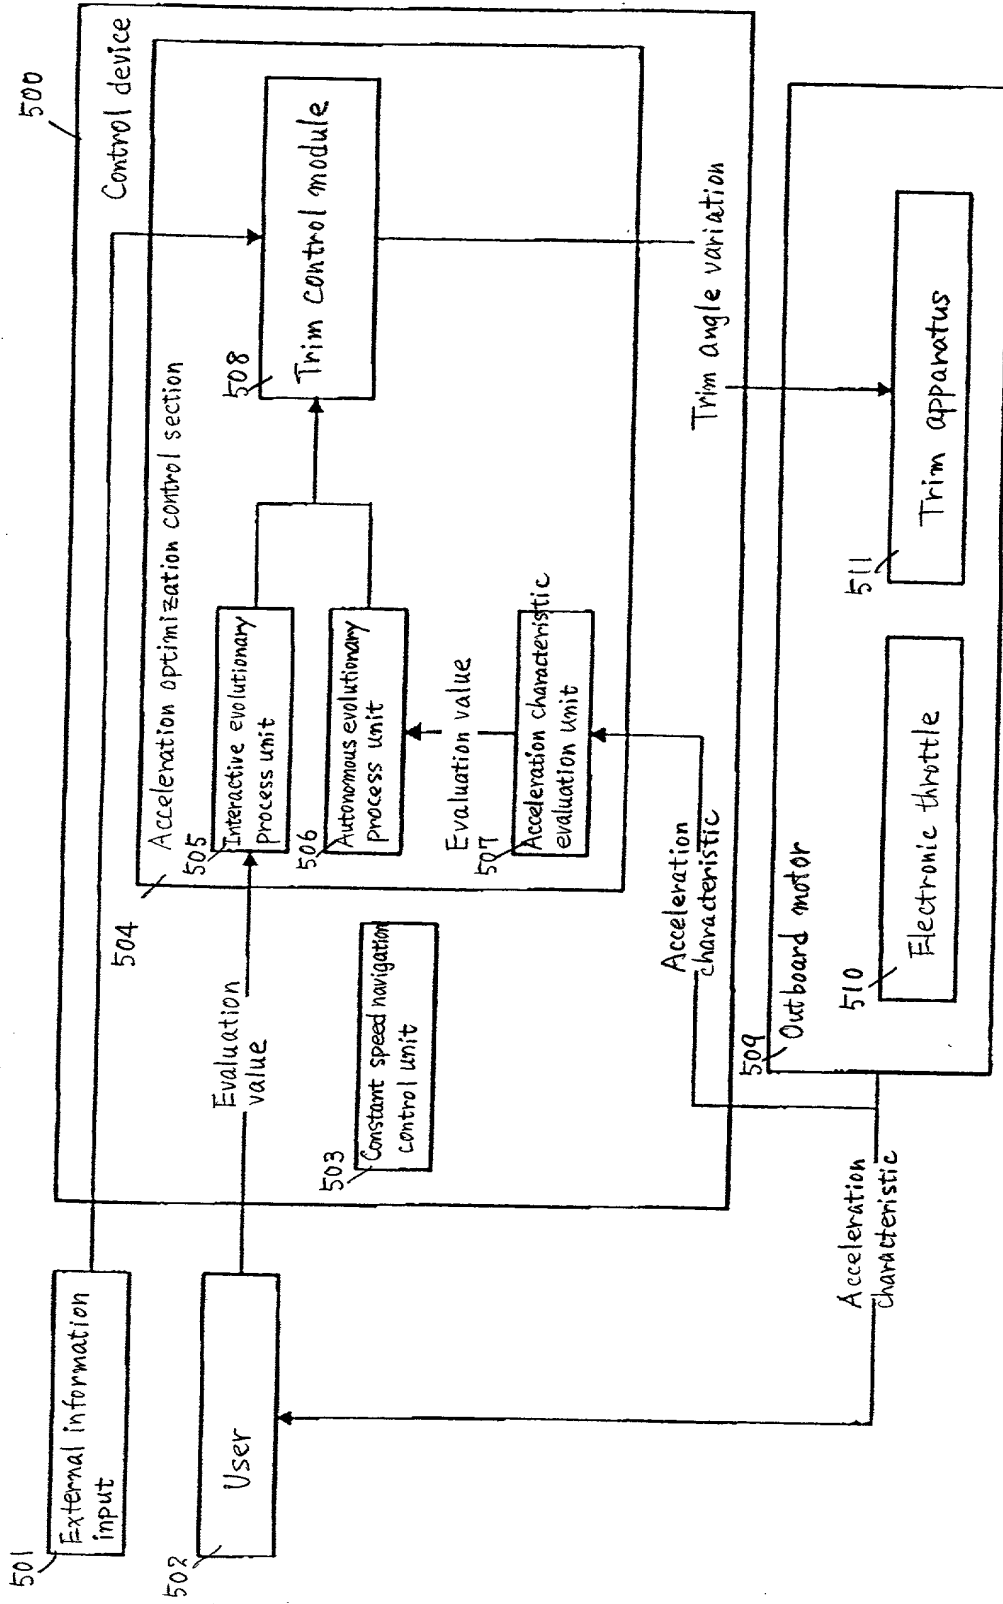 500
Control device
501
External information
input
502
User
Evaluation
value
503
Constant speed navigation
control unit
504
Acceleration optimization control section
505
Interactive evolutionary
process unit
506
Autonomous evolutionary
process unit
Evaluation value
507
Acceleration characteristic
evaluation unit
508
Trim control module
Trim angle variation
Acceleration
characteristic
Acceleration
characteristic
509
Outboard motor
510
Electronic throttle
511
Trim apparatus